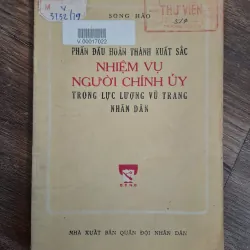 SONG HÀO
THƯ VIỆN
V 00017022
PHẤN ĐẤU HOÀN THÀNH XUẤT SẮC
NHIỆM VỤ
NGƯỜI CHÍNH ỦY
TRONG LỰC LƯỢNG VŨ TRANG
NHÂN DÂN
NHÀ XUẤT BẢN QUÂN ĐỘI NHÂN DÂN